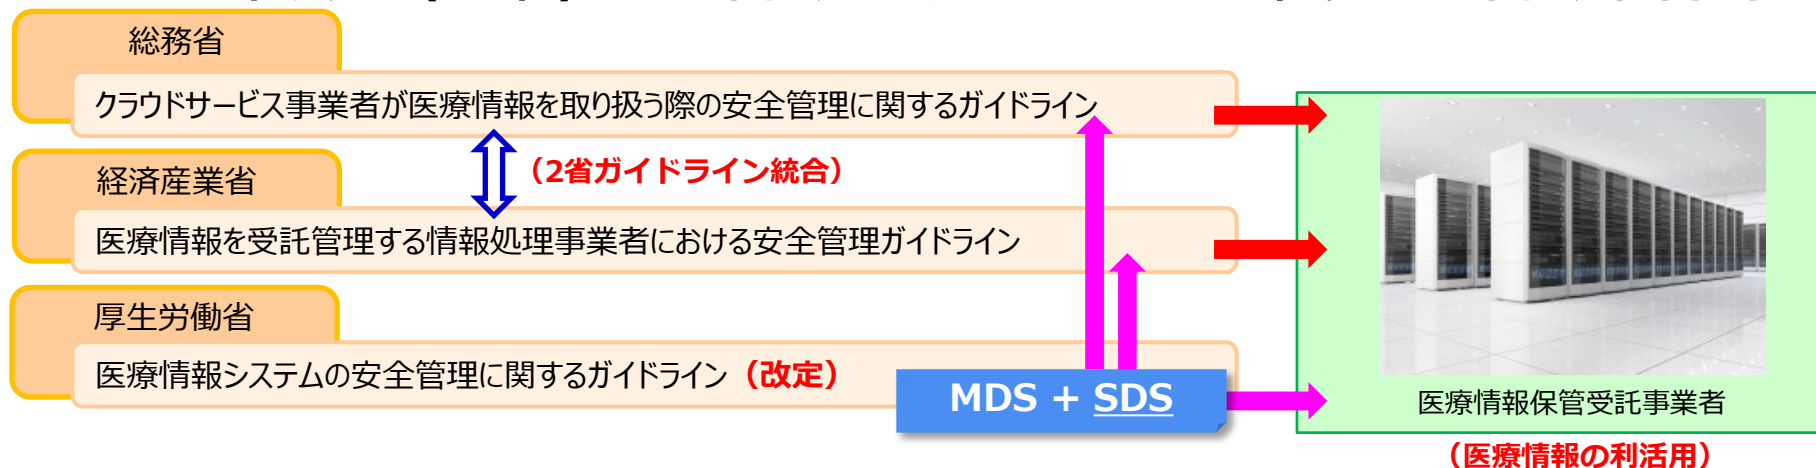 総務省
クラウドサービス事業者が医療情報を取り扱う際の安全管理に関するガイドライン
（2省ガイドライン統合）
経済産業省
医療情報を受託管理する情報処理事業者における安全管理ガイドライン
厚生労働省
医療情報システムの安全管理に関するガイドライン（改定）
MDS + SDS
医療情報保管受託事業者
（医療情報の利活用）